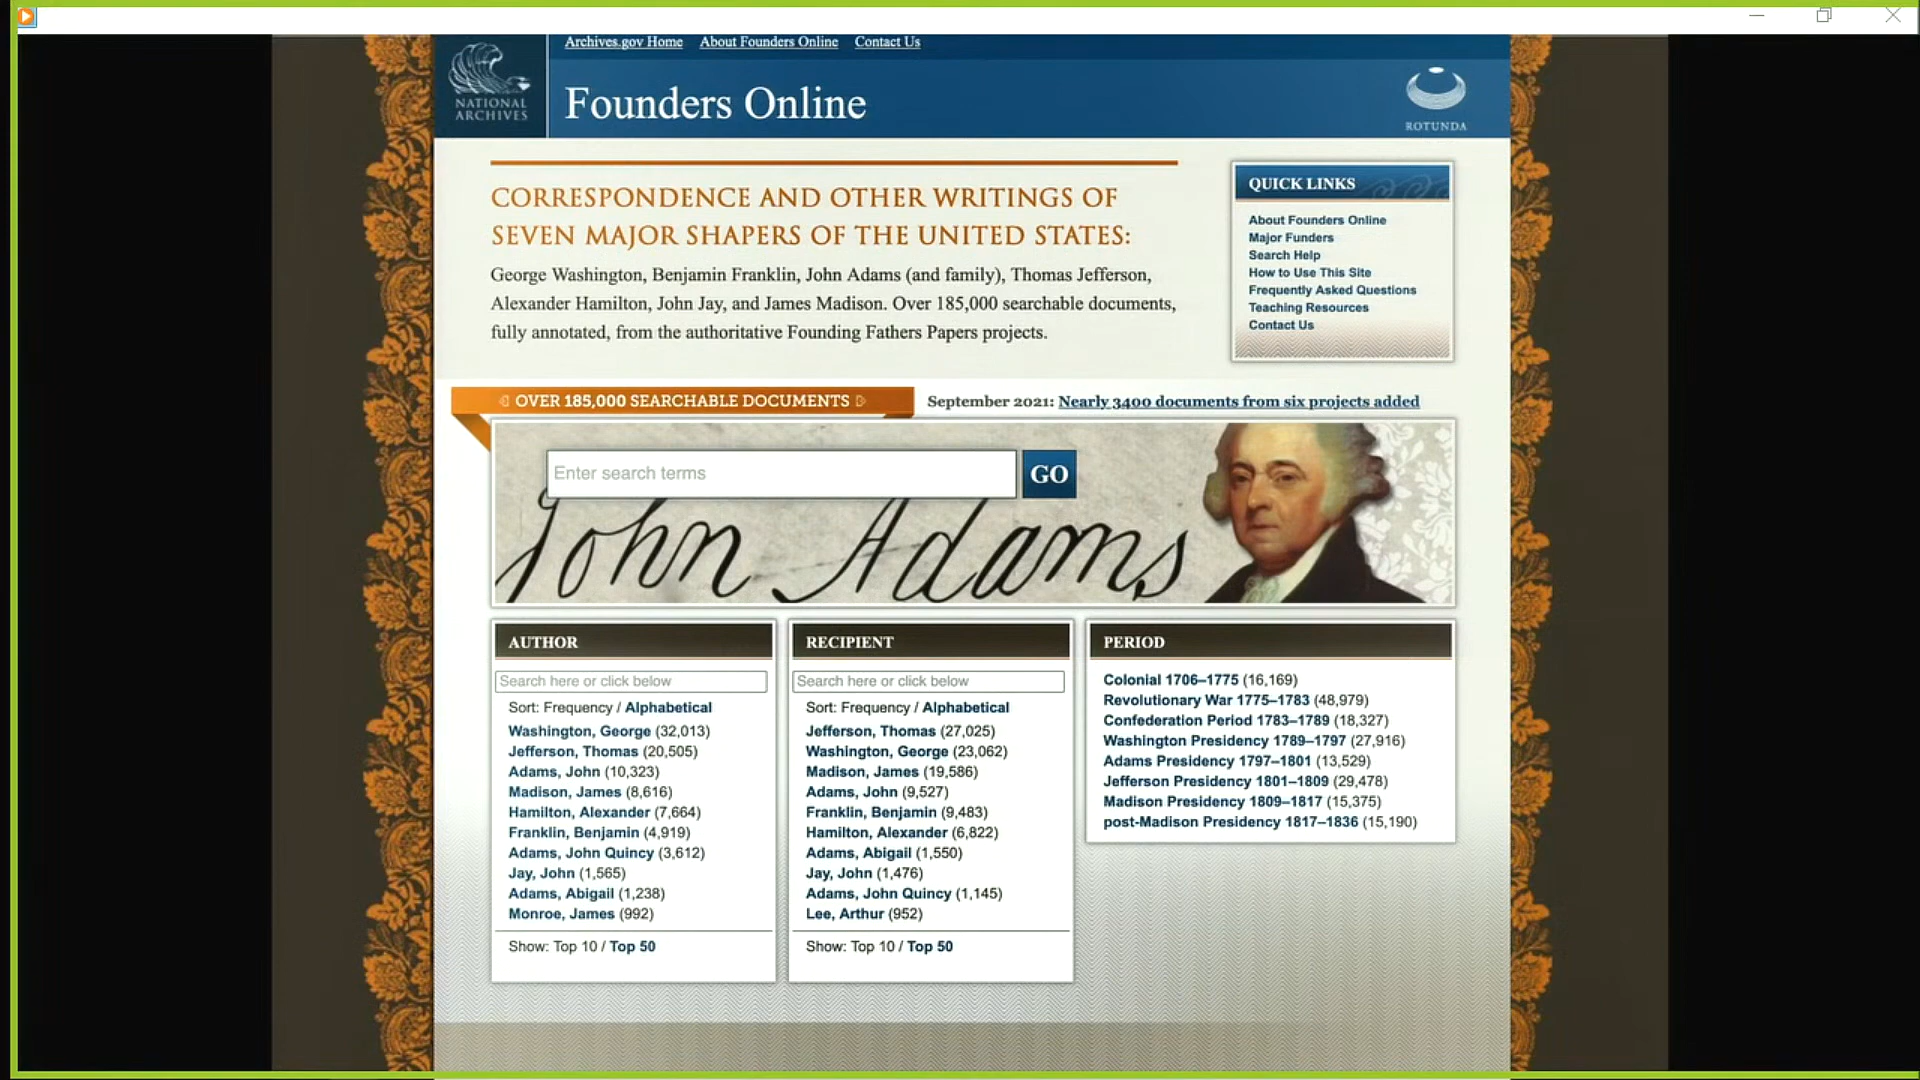 Archives.gov Home About Founders Online Contact Us
NATIONAL
ARCHIVES
Founders Online
ROTUNDA
CORRESPONDENCE AND OTHER WRITINGS OF
SEVEN MAJOR SHAPERS OF THE UNITED STATES:
George Washington, Benjamin Franklin, John Adams (and family), Thomas Jefferson,
Alexander Hamilton, John Jay, and James Madison. Over 185,000 searchable documents,
fully annotated, from the authoritative Founding Fathers Papers projects.
QUICK LINKS
About Founders Online
Major Funders
Search Help
How to Use This Site
Frequently Asked Questions
Teaching Resources
Contact Us
OVER 185,000 SEARCHABLE DOCUMENTS
September 2021: Nearly 3400 documents from six projects added
Enter search terms
GO
John Adams
AUTHOR
Search here or click below
Sort: Frequency / Alphabetical
Washington, George (32,013)
Jefferson, Thomas (20,505)
Adams, John (10,323)
Madison, James (8,616)
Hamilton, Alexander (7,664)
Franklin, Benjamin (4,919)
Adams, John Quincy (3,612)
Jay, John (1,565)
Adams, Abigail (1,238)
Monroe, James (992)
Show: Top 10 / Top 50
RECIPIENT
Search here or click below
Sort: Frequency / Alphabetical
Jefferson, Thomas (27,025)
Washington, George (23,062)
Madison, James (19,586)
Adams, John (9,527)
Franklin, Benjamin (9,483)
Hamilton, Alexander (6,822)
Adams, Abigail (1,550)
Jay, John (1,476)
Adams, John Quincy (1,145)
Lee, Arthur (952)
Show: Top 10 / Top 50
PERIOD
Colonial 1706–1775 (16,169)
Revolutionary War 1775–1783 (48,979)
Confederation Period 1783–1789 (18,327)
Washington Presidency 1789–1797 (27,916)
Adams Presidency 1797–1801 (13,529)
Jefferson Presidency 1801–1809 (29,478)
Madison Presidency 1809–1817 (15,375)
post-Madison Presidency 1817–1836 (15,190)